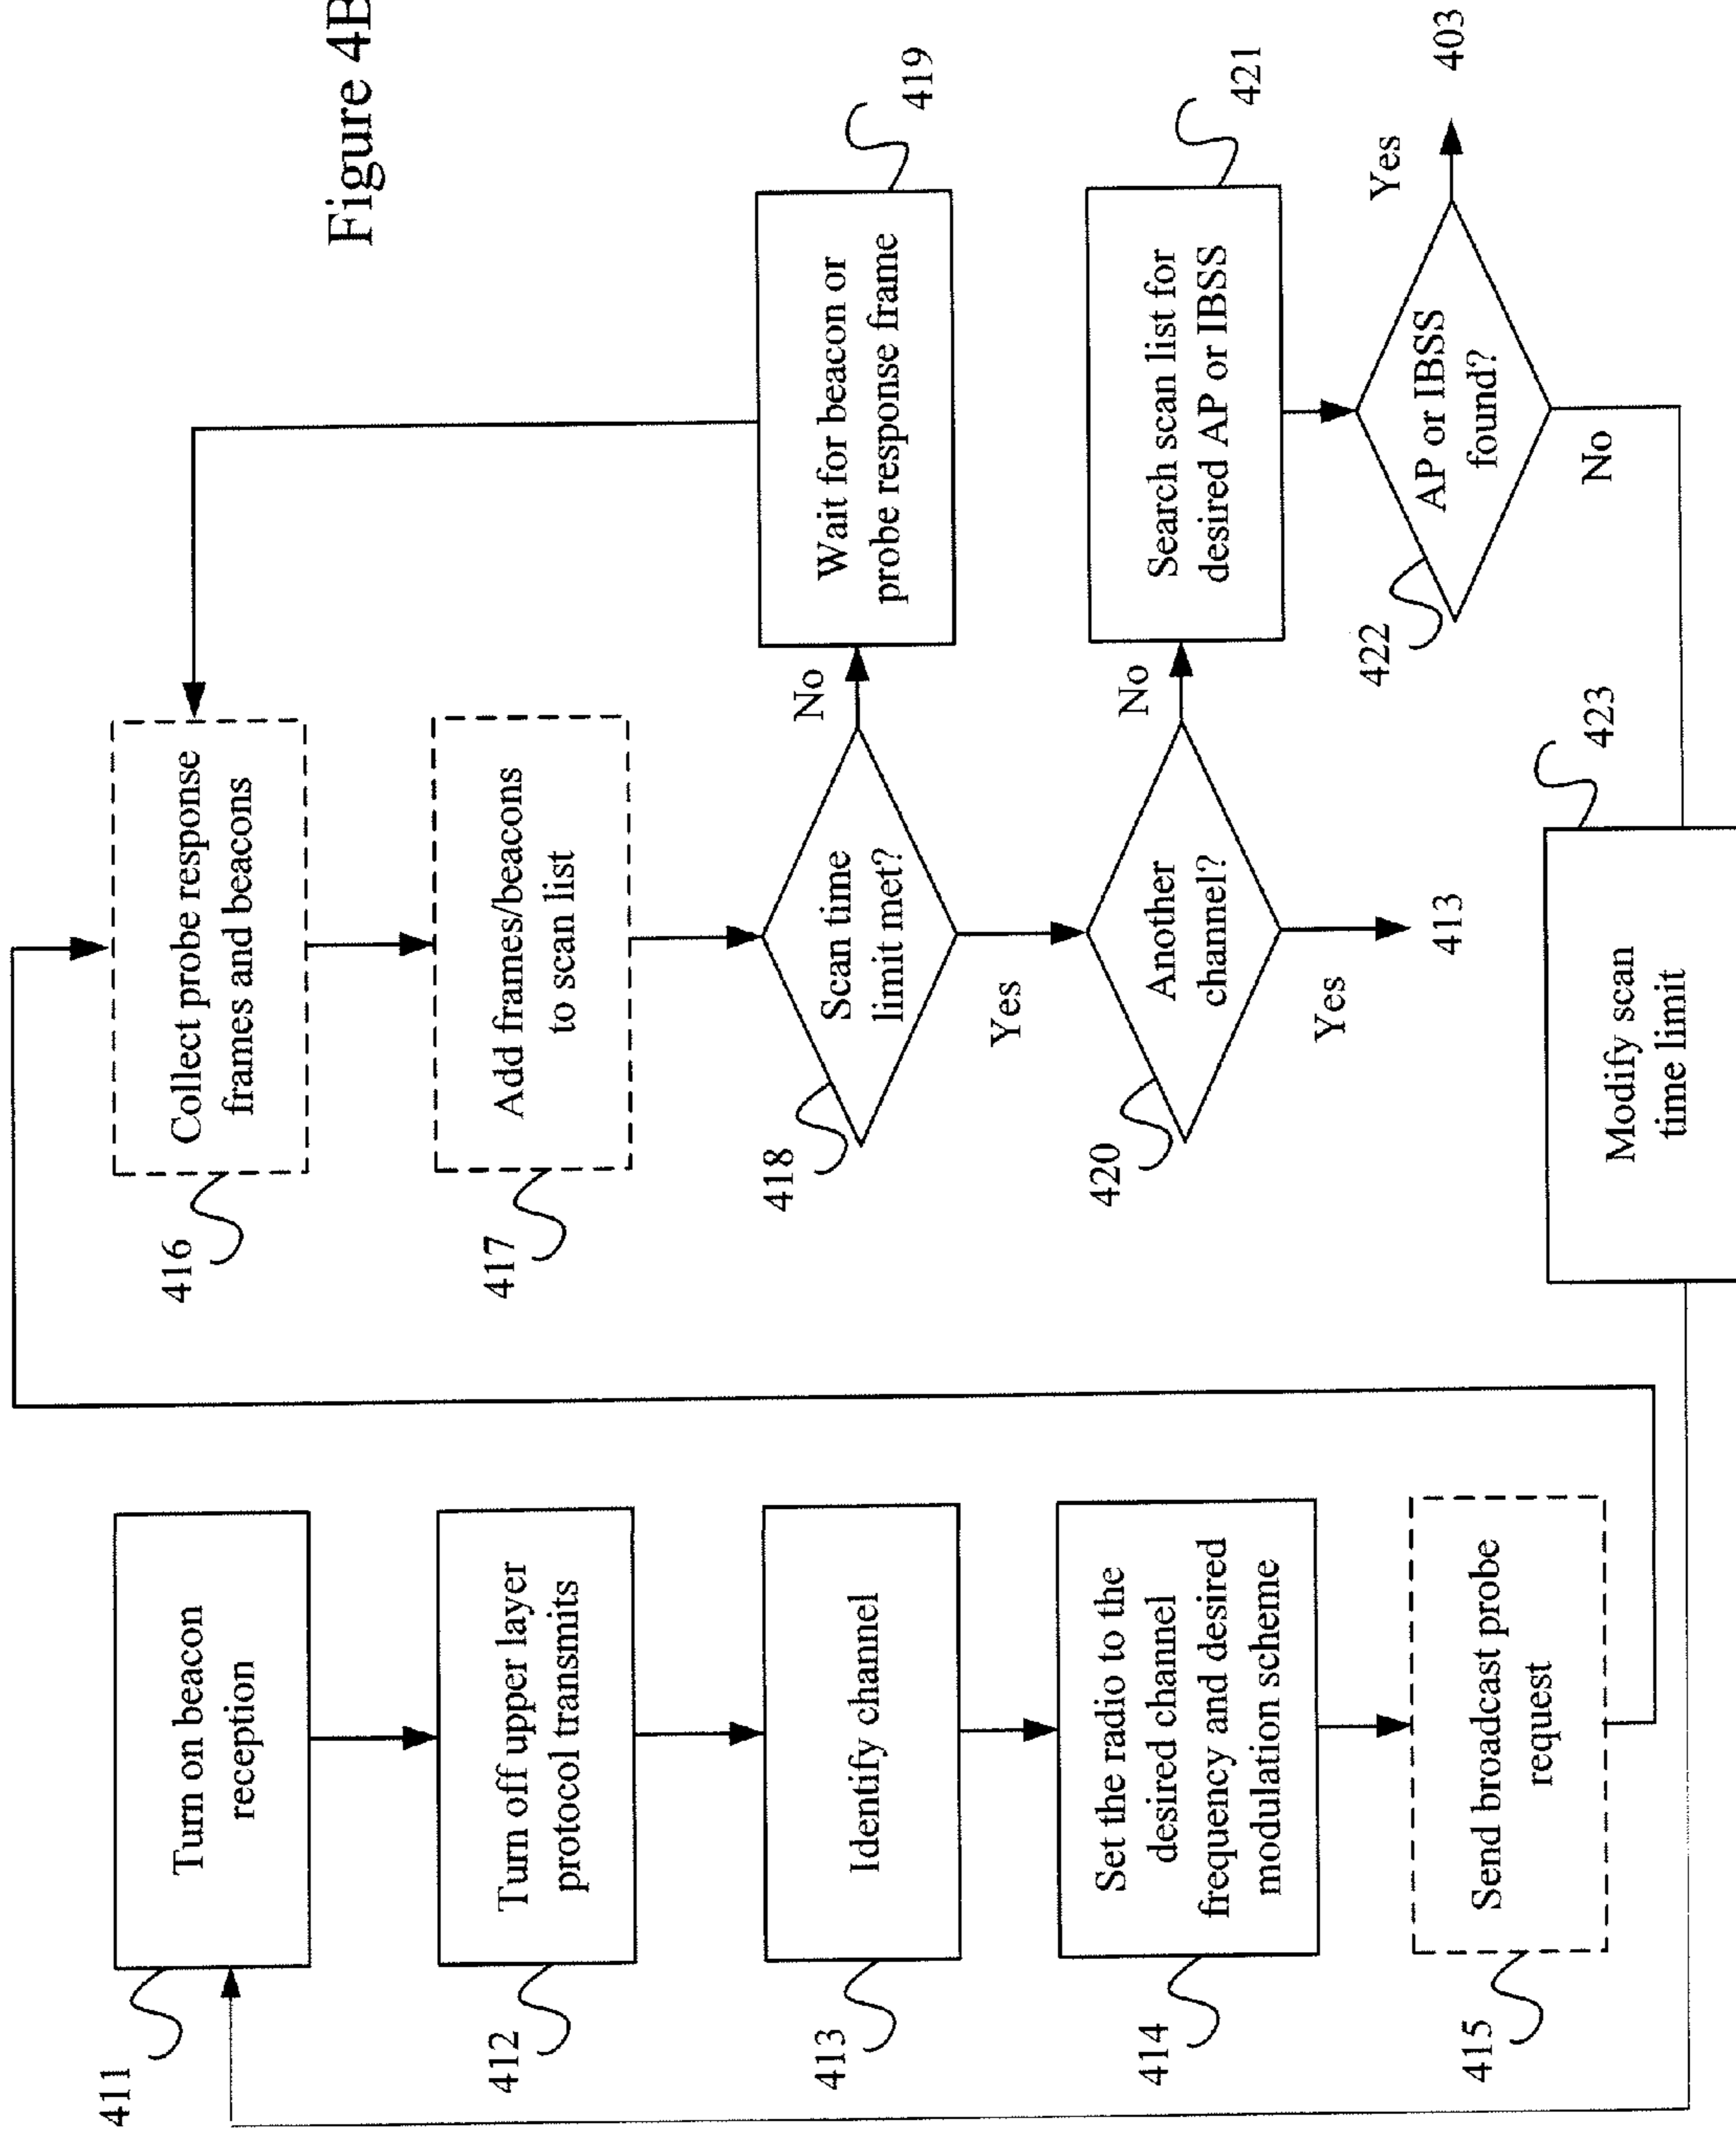 Figure 4B
411
Turn on beacon
reception
412
Turn off upper layer
protocol transmits
413
Identify channel
414
Set the radio to the
desired channel
frequency and desired
modulation scheme
415
Send broadcast probe
request
416
Collect probe response
frames and beacons
417
Add frames/beacons
to scan list
418
Scan time
limit met?
No
Yes
419
Wait for beacon or
probe response frame
420
Another
channel?
No
Yes
413
421
Search scan list for
desired AP or IBSS
422
AP or IBSS
found?
Yes
403
No
423
Modify scan
time limit